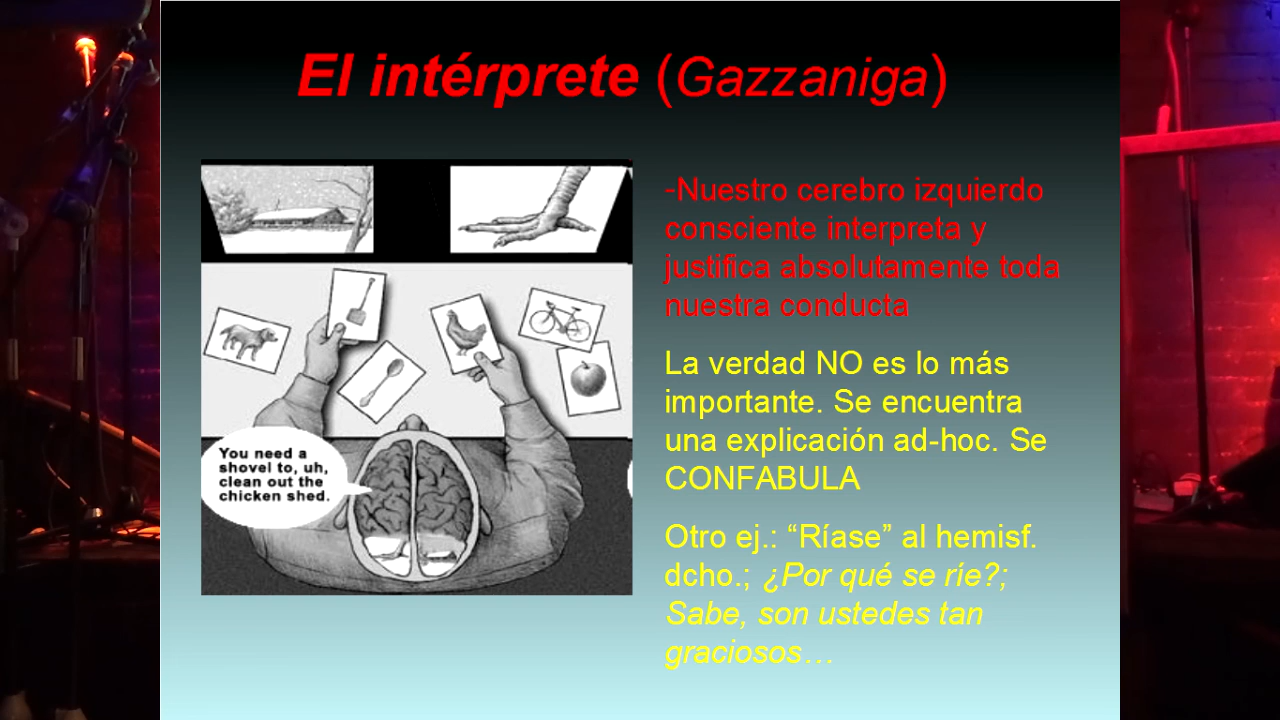 El intérprete (Gazzaniga)
You need a
shovel to, uh,
clean out the
chicken shed.
-Nuestro cerebro izquierdo
consciente interpreta y
justifica absolutamente toda
nuestra conducta
La verdad NO es lo más
importante. Se encuentra
una explicación ad-hoc. Se
CONFABULA
Otro ej.: “Ríase” al hemisf.
dcho.; ¿Por qué se ríe?;
Sabe, son ustedes tan
graciosos…